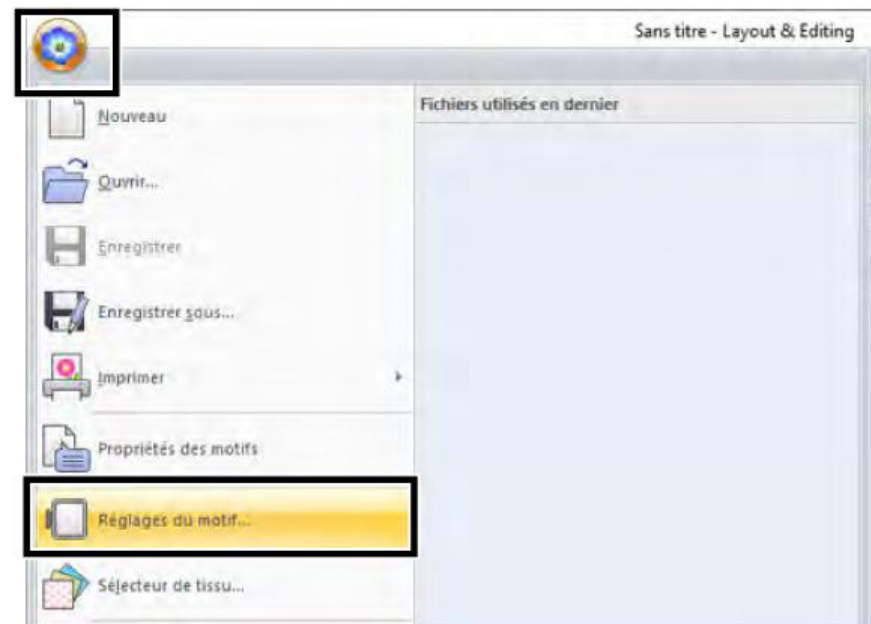 Sans titre - Layout & Editing
Nouveau
Fichiers utilisés en dernier
Ouvrir...
Enregistrer
Enregistrer sous...
Imprimer
Propriétés des motifs
Réglages du motif...
Sélecteur de tissu...